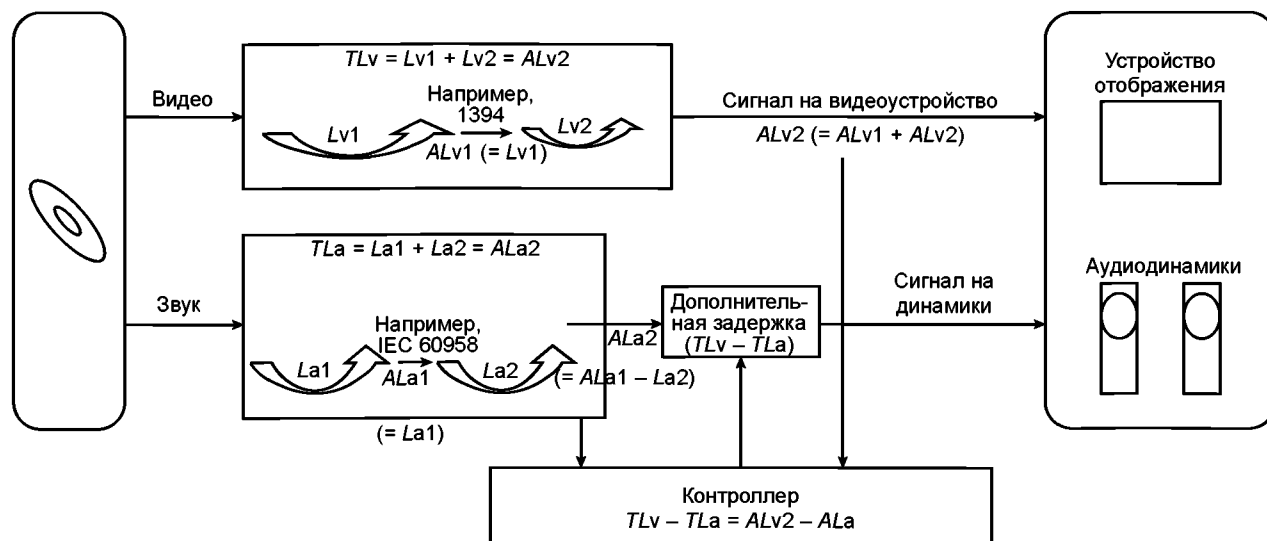 Видео
TLv = Lv1 + Lv2 = ALv2
Например,
1394
Lv1
Lv2
ALv1 (= Lv1)
Сигнал на видеоустройство
ALv2 (= ALv1 + ALv2)
Устройство
отображения
Звук
TLa = La1 + La2 = ALa2
Например,
IEC 60958
La1
ALa1
La2
(= La1)
ALa2
(= ALa1 – La2)
Дополнитель-
ная задержка
(TLv – TLa)
Сигнал на
динамики
Аудиодинамики
Контроллер
TLv – TLa = ALv2 – ALa